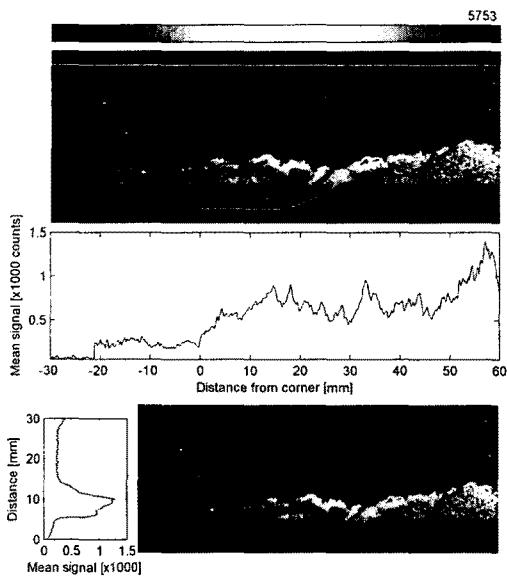 5753
Mean signal [x1000 counts]
1.5
1
0.5
-30 -20 -10 0 10 20 30 40 50 60
Distance from corner [mm]
Distance [mm]
30
20
10
0
0 0.5 1 1.5
Mean signal [x1000]